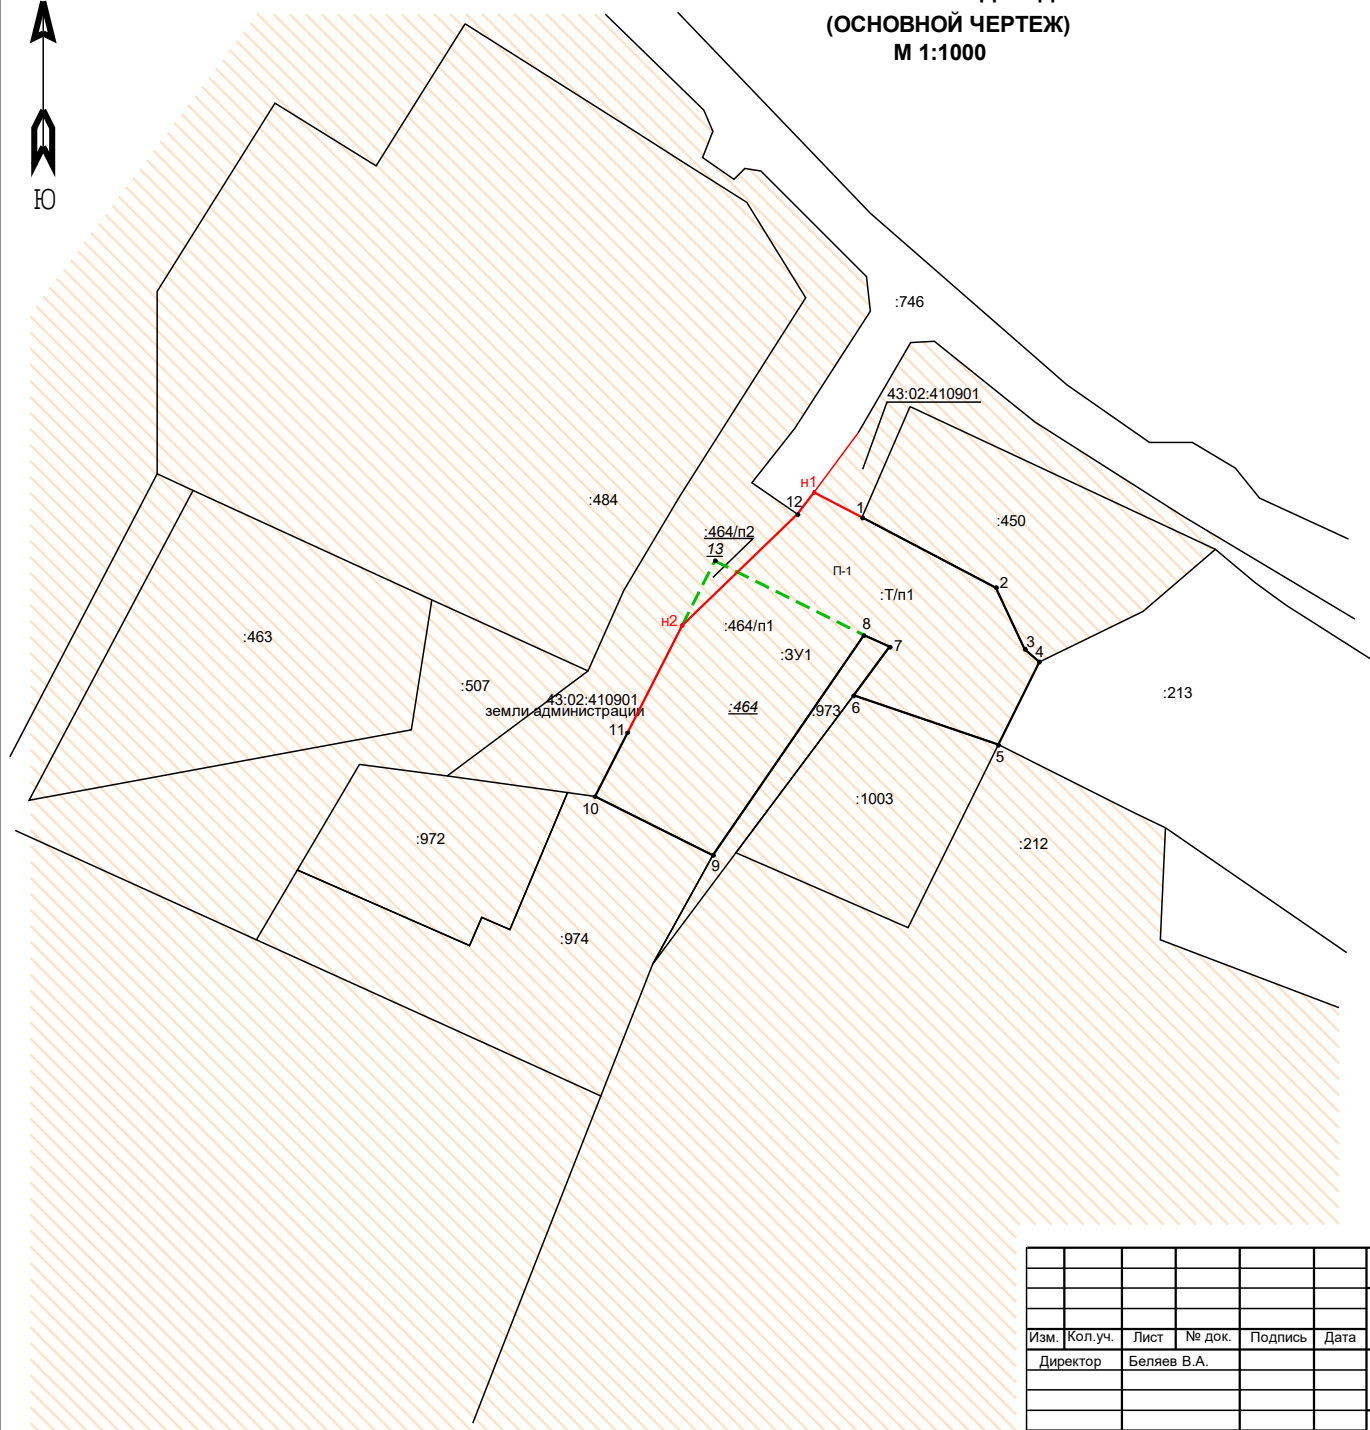 (ОСНОВНОЙ ЧЕРТЕЖ)
М 1:1000
Ю
:746
43:02:410901
н1
12
1
:484
:450
:464/п2
13
П-1
2
:Т/п1
н2
:464/п1
8
7
3
4
:463
:ЗУ1
:507
43:02:410901
земли администрации
:464
:973
6
:213
11
5
10
:1003
:972
9
:212
:974
Изм. Кол.уч. Лист № док. Подпись Дата
Директор Беляев В.А.